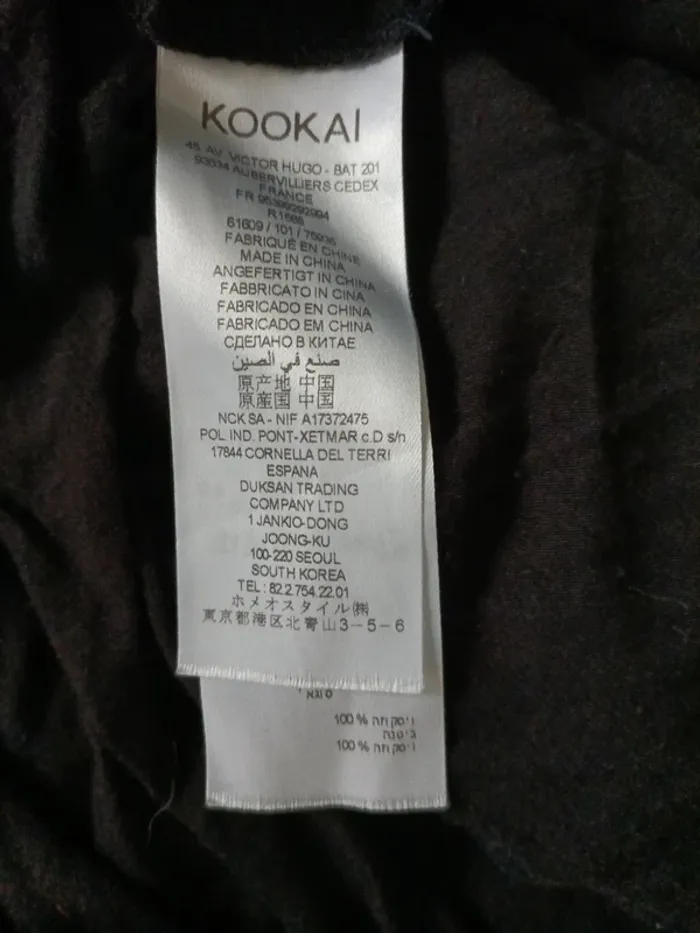 KOOKAI
45 AV. VICTOR HUGO - BAT 201
93534 AUBERVILLIERS CEDEX
FRANCE
FR 95399292994
61609 / 101 /
FABRIQUÉ EN CHINE
MADE IN CHINA
ANGEFERTIGT IN CHINA
FABBRICATO IN CINA
FABRICADO EN CHINA
FABRICADO EM CHINA
СДЕЛАНО В КИТАЕ
صنع في الصين
原产地 中国
原産国 中国
NCK SA - NIF A17372475
POL IND. PONT-XETMAR c.D s/n
17844 CORNELLA DEL TERRI
ESPANA
DUKSAN TRADING
COMPANY LTD
1 JANKIO-DONG
JOONG-KU
100-220 SEOUL
SOUTH KOREA
TEL : 82.2.754.22.01
ホメオスタイル㈱
東京都港区北青山3－5－6
100 %
100 %